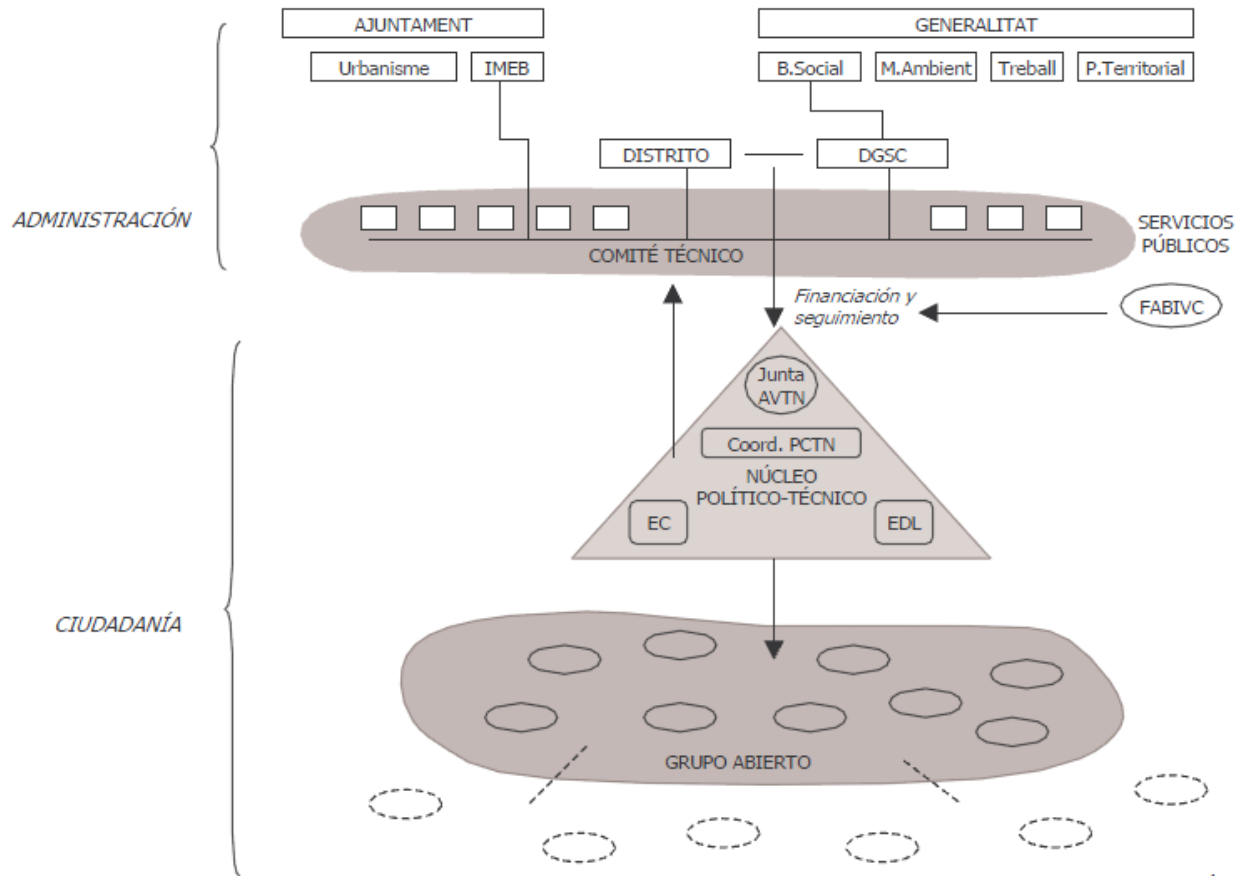 AJUNTAMENT
GENERALITAT
Urbanisme
IMEB
B.Social
M.Ambient
Treball
P.Territorial
DISTRITO
DGSC
ADMINISTRACIÓN
SERVICIOS
PÚBLICOS
COMITÉ TÉCNICO
Financiación y
seguimiento
FABIVC
Junta
AVTN
Coord. PCTN
NÚCLEO
POLÍTICO-TÉCNICO
EC
EDL
CIUDADANÍA
GRUPO ABIERTO